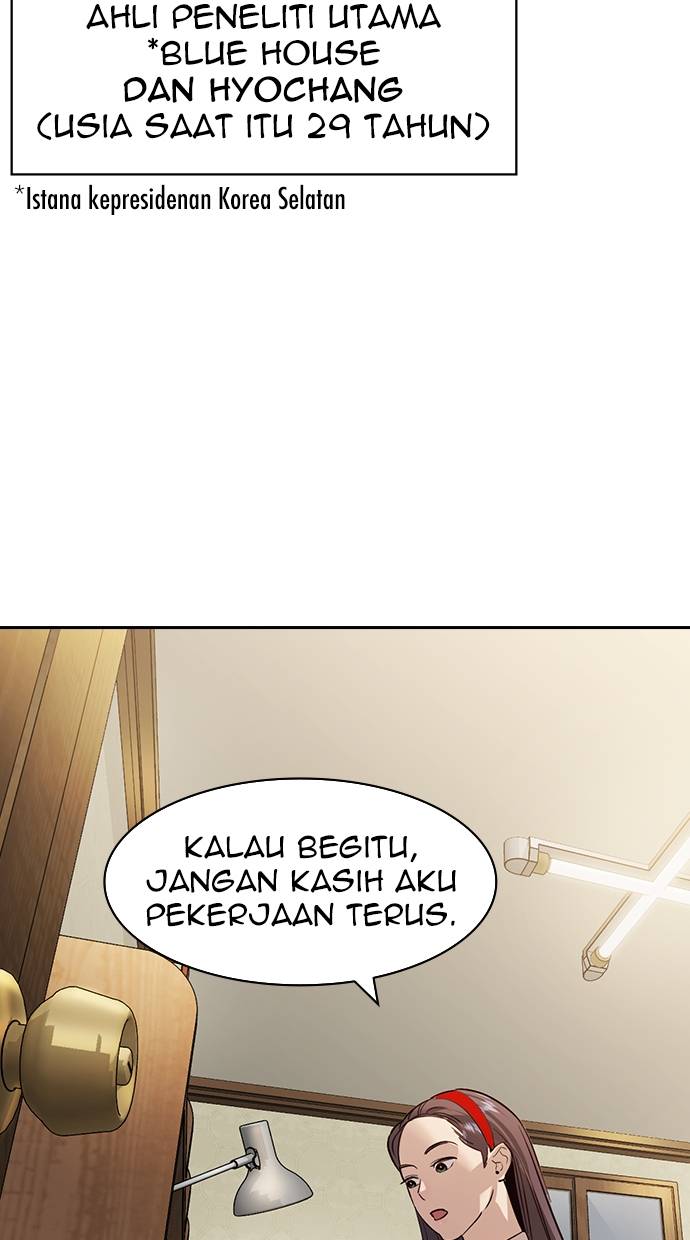 AHLI PENELITI UTAMA
*BLUE HOUSE
DAN HYOCHANG
(USIA SAAT ITU 29 TAHUN)
*Istana kepresidenan Korea Selatan
KALAU BEGITU,
JANGAN KASIH AKU
PEKERJAAN TERUS.